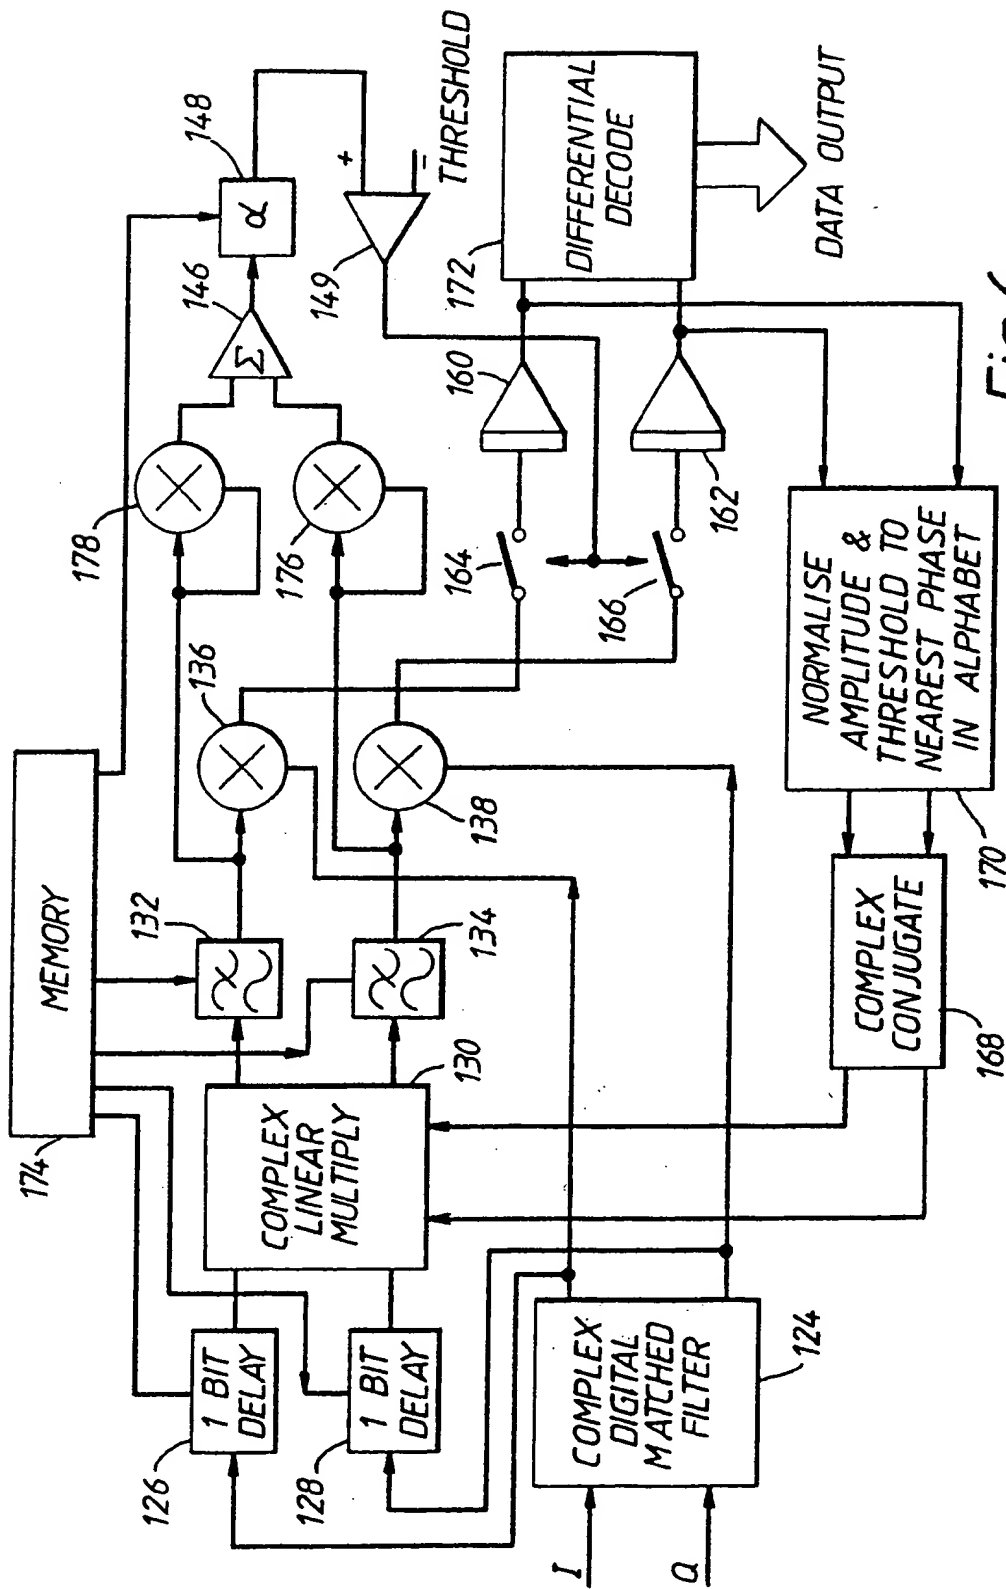 MEMORY
174
178
146
148
α
Σ
176
136
138
132
134
149
+
=
THRESHOLD
COMPLEX
LINEAR
MULTIPLY
130
1 BIT
DELAY
126
1 BIT
DELAY
128
164
166
160
162
172
DIFFERENTIAL
DECODE
DATA OUTPUT
COMPLEX
DIGITAL
MATCHED
FILTER
124
I
Q
COMPLEX
CONJUGATE
168
NORMALISE
AMPLITUDE &
THRESHOLD TO
NEAREST PHASE
IN ALPHABET
170